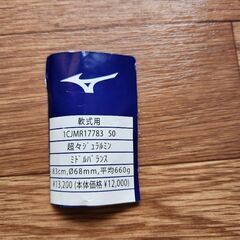 軟式用
1CJMR17783 50
超々ジュラルミン
ミドルバランス
83cm,Ø68mm,平均660g
¥13,200(本体価格¥12,000)